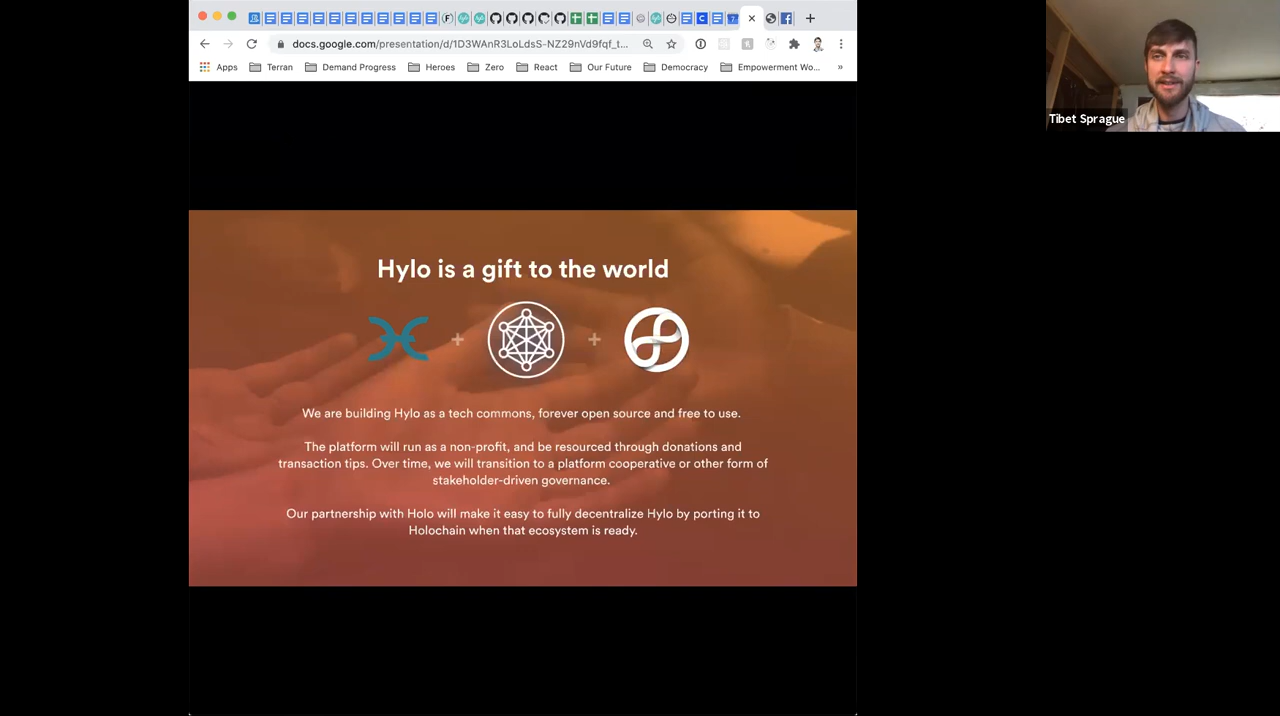 docs.google.com/presentation/d/1D3WAnR3LoLdsS-NZ29nVd9fqf_t...
Apps Terran Demand Progress Heroes Zero React Our Future Democracy Empowerment Wo... »
Tibet Sprague
Hylo is a gift to the world
+ +
We are building Hylo as a tech commons, forever open source and free to use.
The platform will run as a non-profit, and be resourced through donations and
transaction tips. Over time, we will transition to a platform cooperative or other form of
stakeholder-driven governance.
Our partnership with Holo will make it easy to fully decentralize Hylo by porting it to
Holochain when that ecosystem is ready.